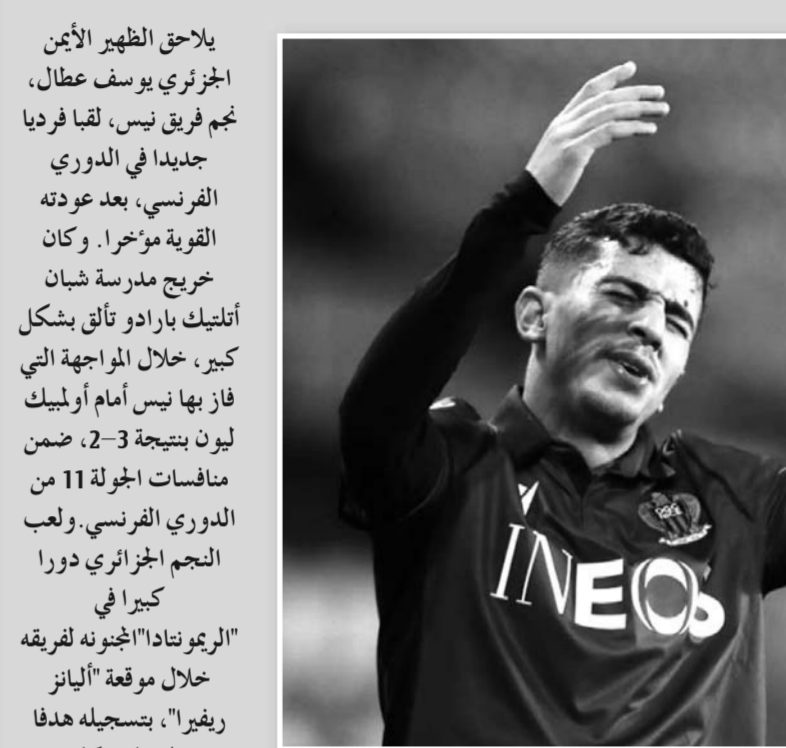 يلاحق الظهير الأيمن
الجزئري يوسف عطال،
نجم فريق نيس، لقبا فرديا
جديدا في الدوري
الفرنسي، بعد عودته
القوية مؤخرا. وكان
خريج مدرسة شبان
أتلتيك بارادو تألق بشكل
كبير، خلال المواجهة التي
فاز بها نيس أمام أولمبيك
ليون بنتيجة 3-2، ضمن
منافسات الجولة 11 من
الدوري الفرنسي.ولعب
النجم الجزائري دورا
كبيرا في
"الريمونتادا"المجنونه لفريقه
خلال موقعة "أليانز
ريفيرا"، بتسجيله هدفا
INEOS